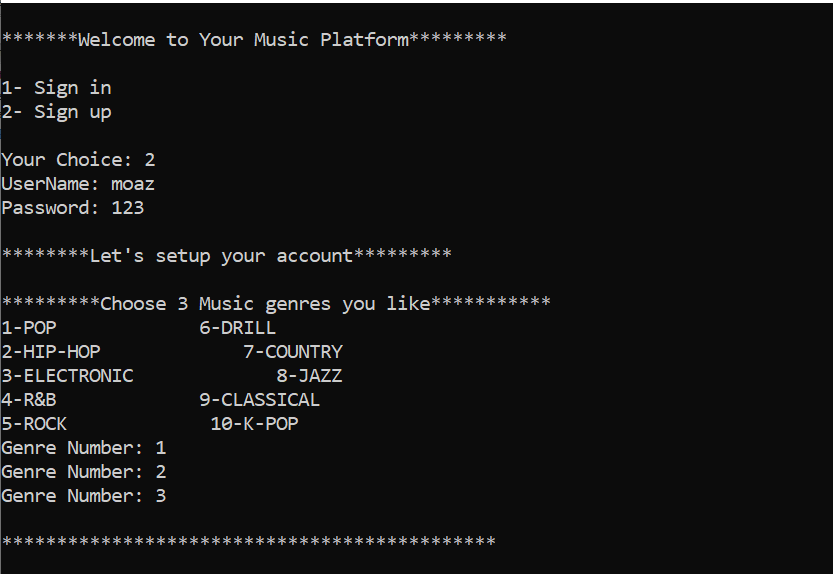 *******Welcome to Your Music Platform*********
1- Sign in
2- Sign up
Your Choice: 2
UserName: moaz
Password: 123
********Let's setup your account*********
*********Choose 3 Music genres you like***********
1-POP             6-DRILL
2-HIP-HOP             7-COUNTRY
3-ELECTRONIC             8-JAZZ
4-R&B             9-CLASSICAL
5-ROCK             10-K-POP
Genre Number: 1
Genre Number: 2
Genre Number: 3
*********************************************